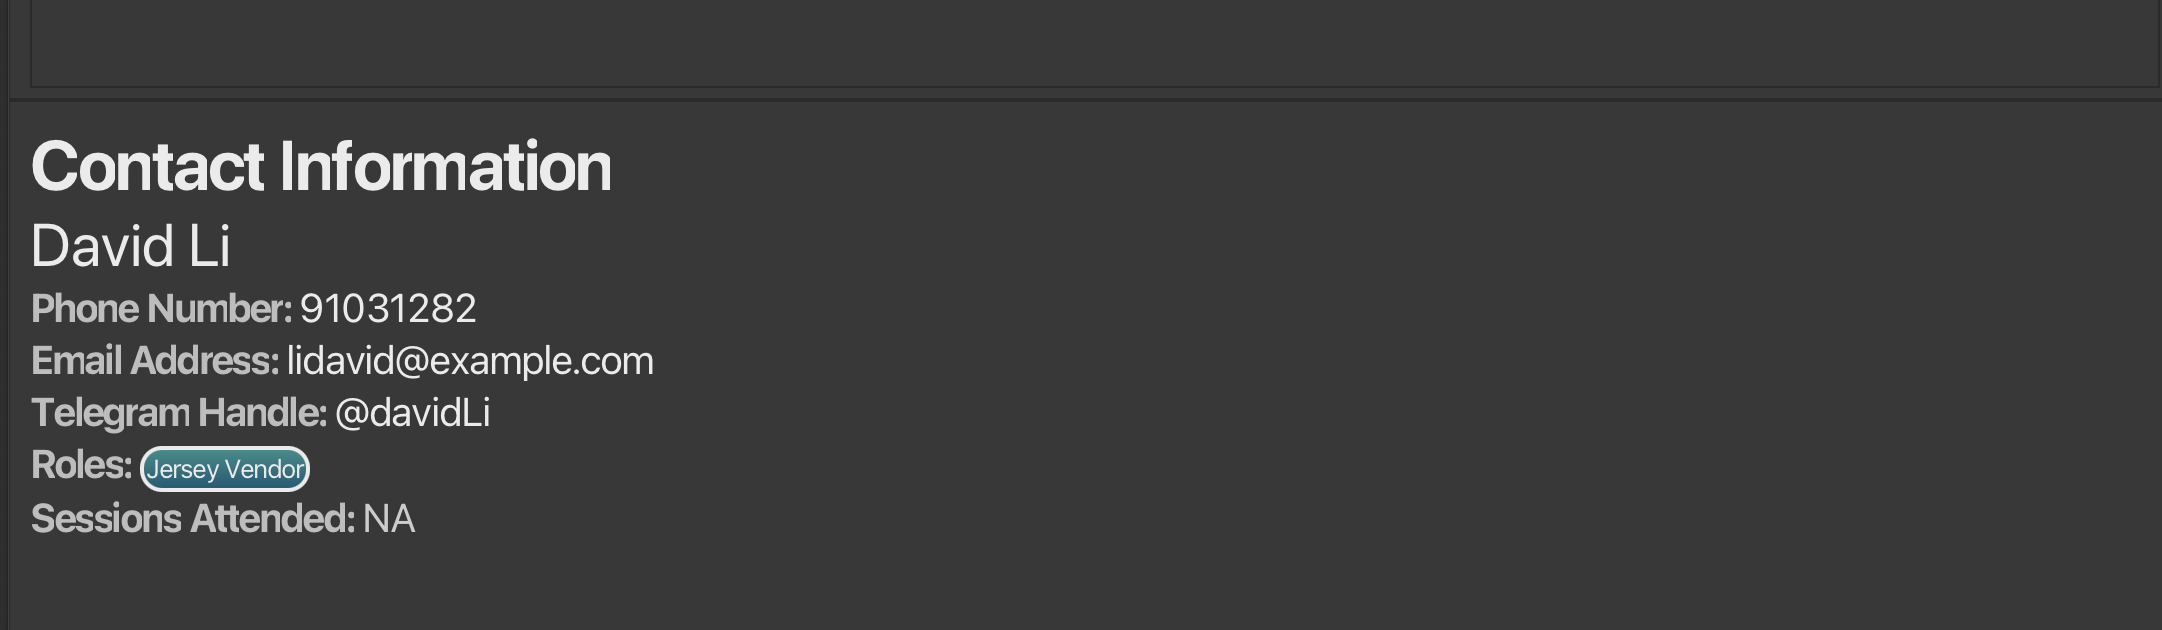 Contact Information
David Li
Phone Number: 91031282
Email Address: lidavid@example.com
Telegram Handle: @davidLi
Roles: Jersey Vendor
Sessions Attended: NA